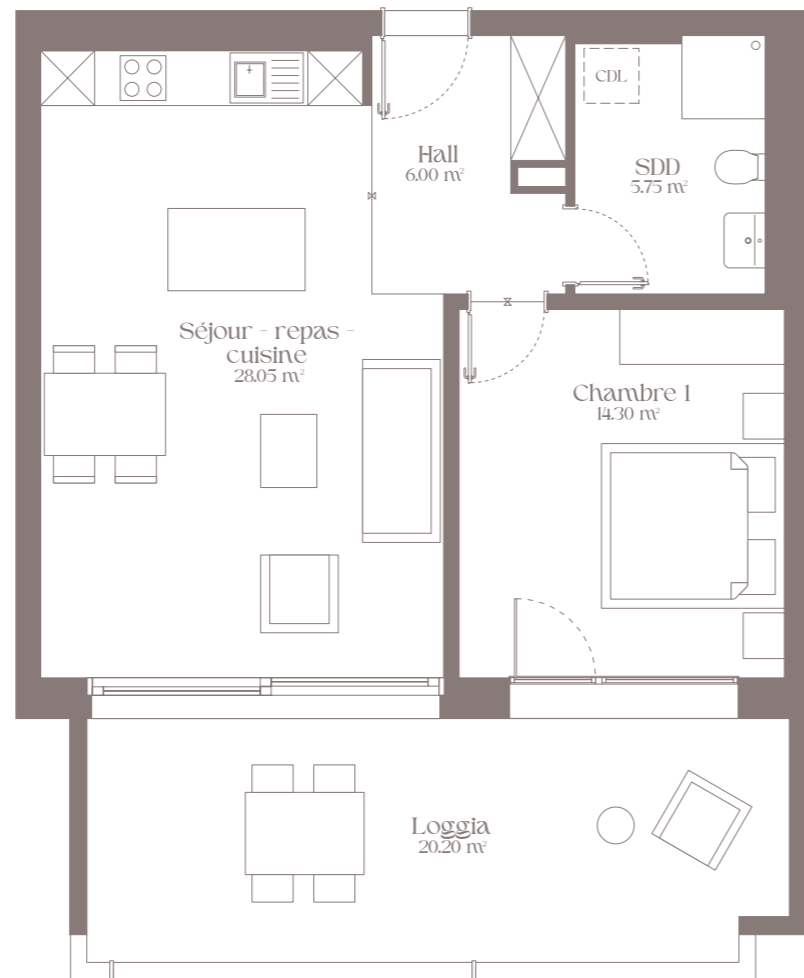 CDL
Hall
6.00 m²
SDD
5.75 m²
Séjour - repas -
cuisine
28.05 m²
Chambre 1
14.30 m²
Loggia
20.20 m²